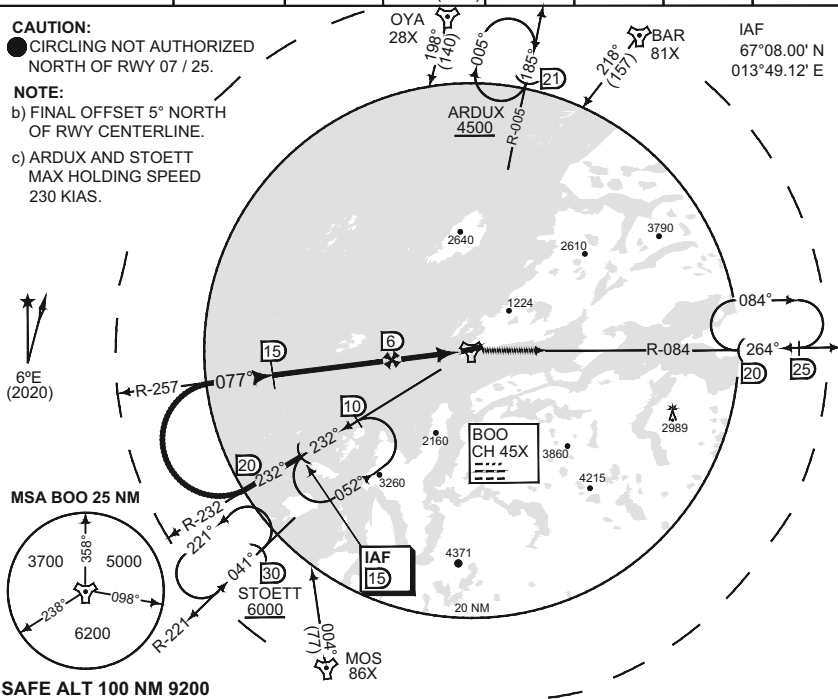 CAUTION:
CIRCLING NOT AUTHORIZED
NORTH OF RWY 07 / 25.
NOTE:
b) FINAL OFFSET 5° NORTH
OF RWY CENTERLINE.
c) ARDUX AND STOETT
MAX HOLDING SPEED
230 KIAS.
OYA
28X
198°
(140)
005°
185°
21
ARDUX
4500
R-005
BAR
81X
218°
(157)
IAF
67°08.00' N
013°49.12' E
2640
2610
3790
1224
6°E
(2020)
R-257
077°
15
6
R-084
084°
264°
20
25
10
232°
232°
052°
20
R-232
2160
3260
BOO
CH 45X
3860
4215
2989
221°
041°
30
STOETT
6000
R-221
IAF
15
4371
20 NM
004°
(77)
MOS
86X
MSA BOO 25 NM
3700
5000
6200
358°
098°
238°
SAFE ALT 100 NM 9200